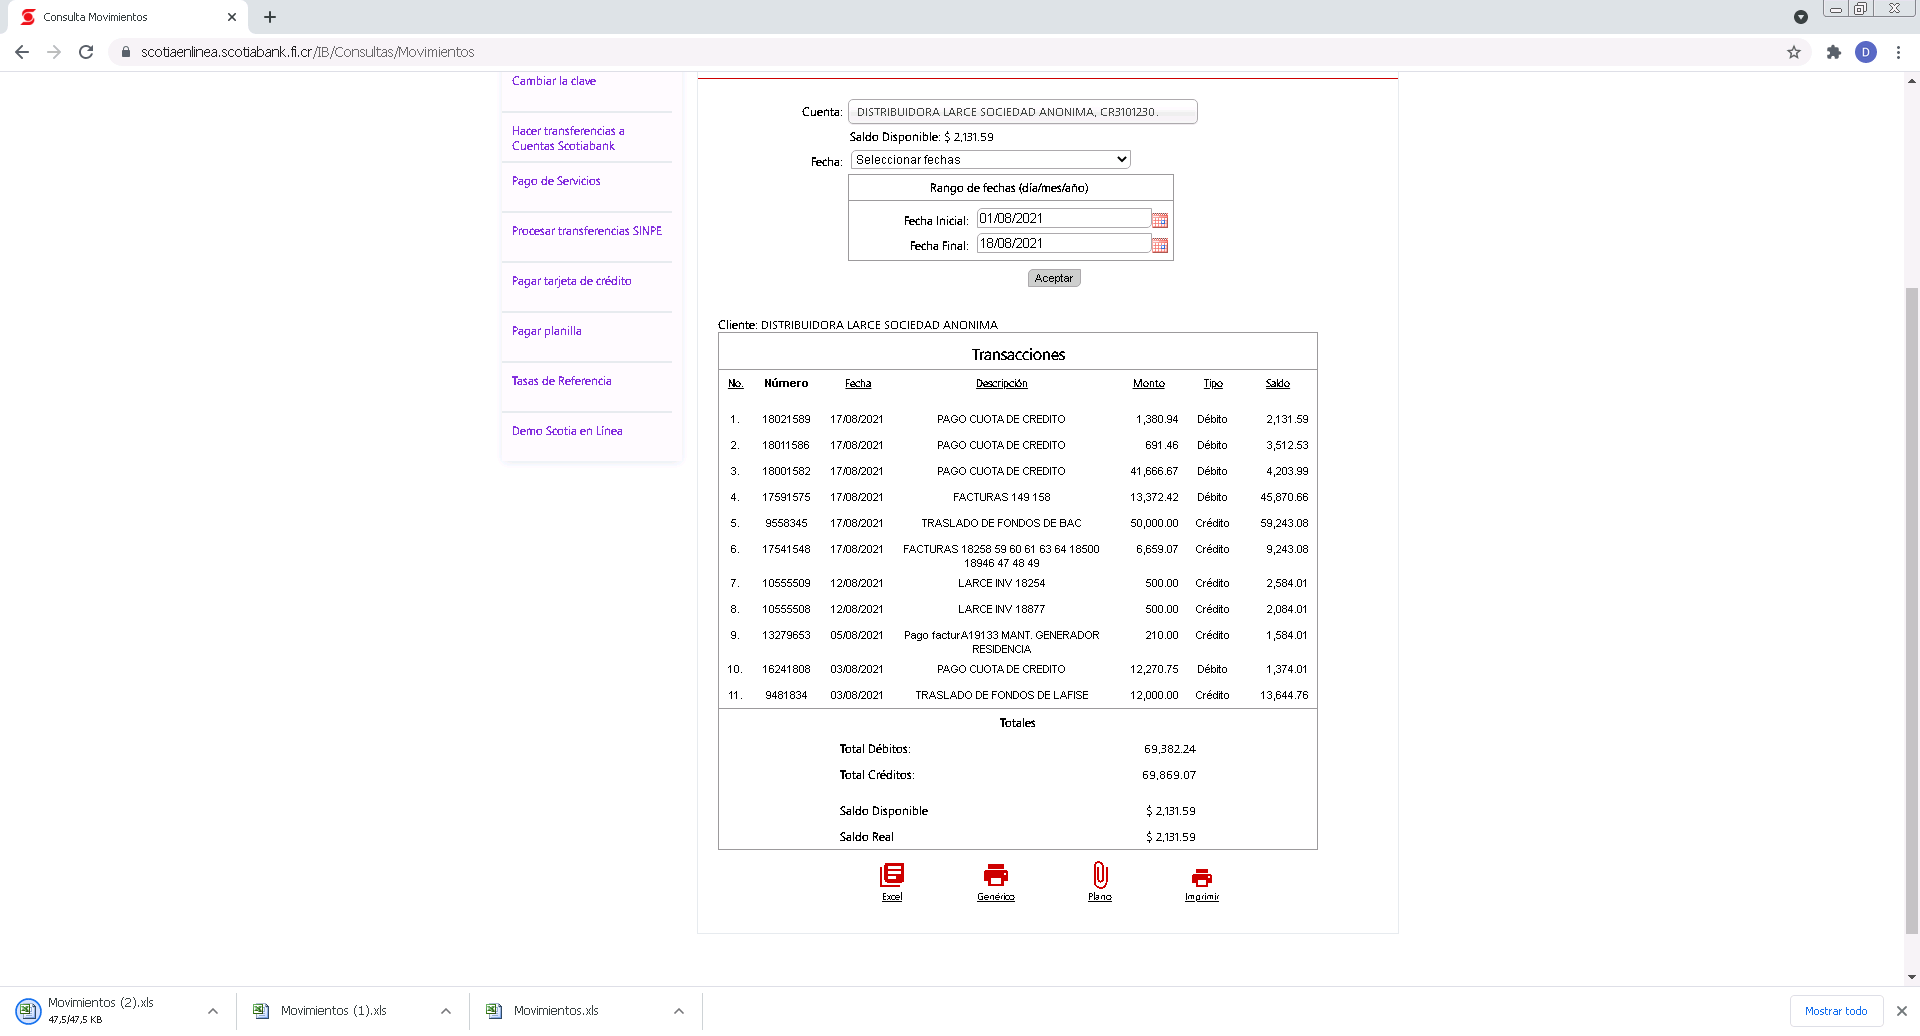 Consulta Movimientos
scotiaenlinea.scotiabank.fi.cr/IB/Consultas/Movimientos
D
Cambiar la clave
Hacer transferencias a
Cuentas Scotiabank
Pago de Servicios
Procesar transferencias SINPE
Pagar tarjeta de crédito
Pagar planilla
Tasas de Referencia
Demo Scotia en Línea
Cuenta: DISTRIBUIDORA LARCE SOCIEDAD ANONIMA, CR3101230.
Saldo Disponible: $ 2,131.59
Fecha: Seleccionar fechas
Rango de fechas (día/mes/año)
Fecha Inicial: 01/08/2021
Fecha Final: 18/08/2021
Aceptar
Cliente: DISTRIBUIDORA LARCE SOCIEDAD ANONIMA
Transacciones
No. Número Fecha Descripción Monto Tipo Saldo
1. 18021589 17/08/2021 PAGO CUOTA DE CREDITO 1,380.94 Débito 2,131.59
2. 18011586 17/08/2021 PAGO CUOTA DE CREDITO 691.46 Débito 3,512.53
3. 18001582 17/08/2021 PAGO CUOTA DE CREDITO 41,666.67 Débito 4,203.99
4. 17591575 17/08/2021 FACTURAS 149 158 13,372.42 Débito 45,870.66
5. 9558345 17/08/2021 TRASLADO DE FONDOS DE BAC 50,000.00 Crédito 59,243.08
6. 17541548 17/08/2021 FACTURAS 18258 59 60 61 63 64 18500 6,659.07 Crédito 9,243.08
18946 47 48 49
7. 10555509 12/08/2021 LARCE INV 18254 500.00 Crédito 2,584.01
8. 10555508 12/08/2021 LARCE INV 18877 500.00 Crédito 2,084.01
9. 13279653 05/08/2021 Pago facturA19133 MANT. GENERADOR 210.00 Crédito 1,584.01
RESIDENCIA
10. 16241808 03/08/2021 PAGO CUOTA DE CREDITO 12,270.75 Débito 1,374.01
11. 9481834 03/08/2021 TRASLADO DE FONDOS DE LAFISE 12,000.00 Crédito 13,644.76
Totales
Total Débitos: 69,382.24
Total Créditos: 69,869.07
Saldo Disponible $ 2,131.59
Saldo Real $ 2,131.59
Excel Genérico Plano Imprimir
Movimientos (2).xls
47,5/47,5 KB
Movimientos (1).xls
Movimientos.xls
Mostrar todo